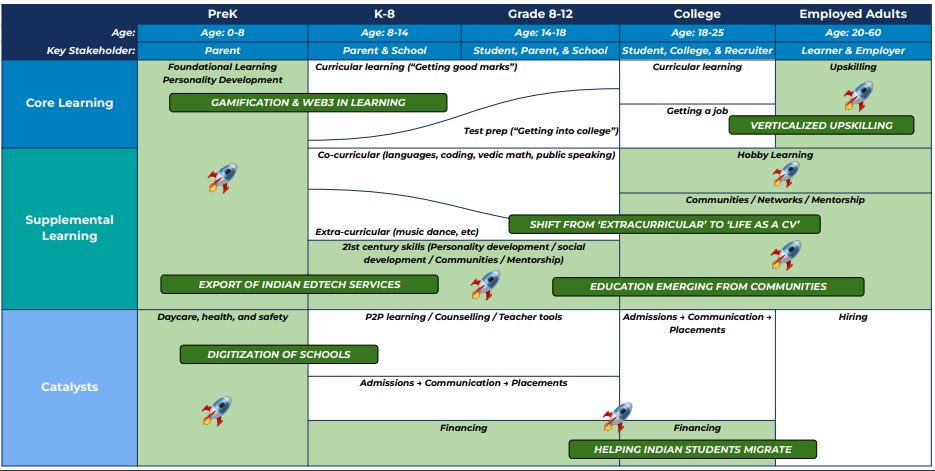 PreK
K-8
Grade 8-12
College
Employed Adults
Age:
Age: 0-8
Age: 8-14
Age: 14-18
Age: 18-25
Age: 20-60
Key Stakeholder:
Parent
Parent & School
Student, Parent, & School
Student, College, & Recruiter
Learner & Employer
Core Learning
Foundational Learning
Personality Development
Curricular learning (“Getting good marks”)
Curricular learning
Upskilling
GAMIFICATION & WEB3 IN LEARNING
Getting a job
VERTICALIZED UPSKILLING
Test prep (“Getting into college”)
Supplemental
Learning
Co-curricular (languages, coding, vedic math, public speaking)
Hobby Learning
Communities / Networks / Mentorship
SHIFT FROM ‘EXTRACURRICULAR’ TO ‘LIFE AS A CV’
Extra-curricular (music dance, etc)
21st century skills (Personality development / social
development / Communities / Mentorship)
EXPORT OF INDIAN EDTECH SERVICES
EDUCATION EMERGING FROM COMMUNITIES
Catalysts
Daycare, health, and safety
P2P learning / Counselling / Teacher tools
Admissions → Communication →
Placements
Hiring
DIGITIZATION OF SCHOOLS
Admissions → Communication → Placements
Financing
Financing
HELPING INDIAN STUDENTS MIGRATE